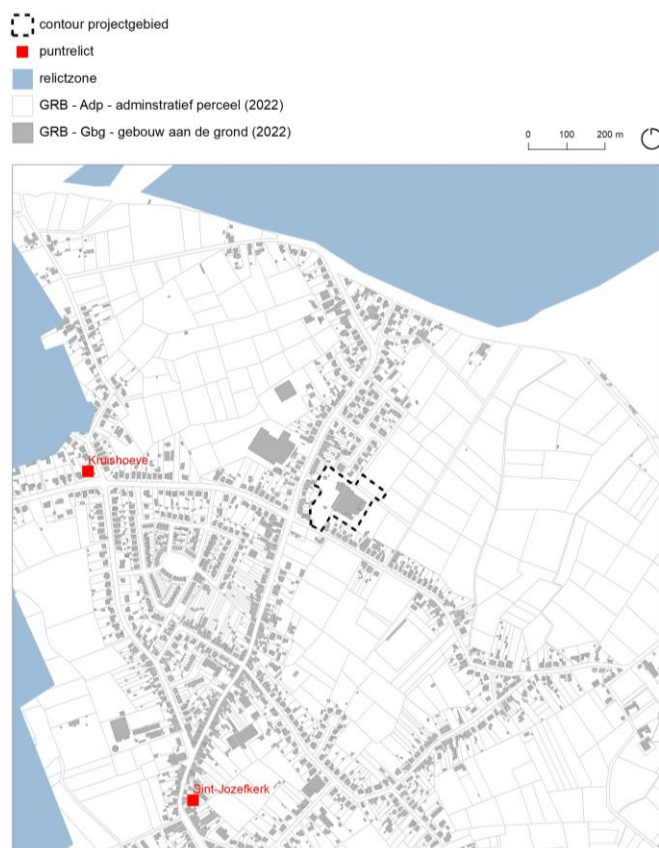 contour projectgebied
puntrelict
relictzone
GRB - Adp - adminstratief perceel (2022)
GRB - Gbg - gebouw aan de grond (2022)
0 100 200 m
Kruishoeve
Sint-Jozefkerk